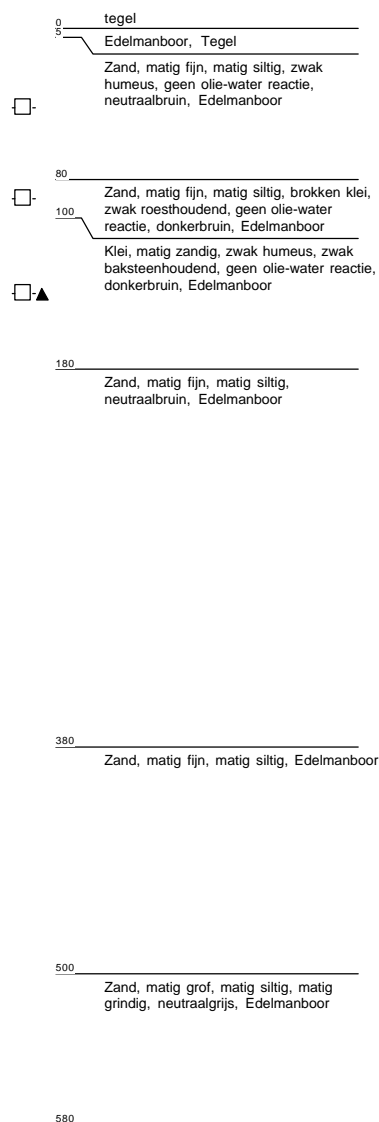 0 tegel
5
Edelmanboor, Tegel
Zand, matig fijn, matig siltig, zwak
humeus, geen olie-water reactie,
neutraalbruin, Edelmanboor
80
Zand, matig fijn, matig siltig, brokken klei,
zwak roesthoudend, geen olie-water
reactie, donkerbruin, Edelmanboor
100
Klei, matig zandig, zwak humeus, zwak
baksteenhoudend, geen olie-water reactie,
donkerbruin, Edelmanboor
180
Zand, matig fijn, matig siltig,
neutraalbruin, Edelmanboor
380
Zand, matig fijn, matig siltig, Edelmanboor
500
Zand, matig grof, matig siltig, matig
grindig, neutraalgrijs, Edelmanboor
580